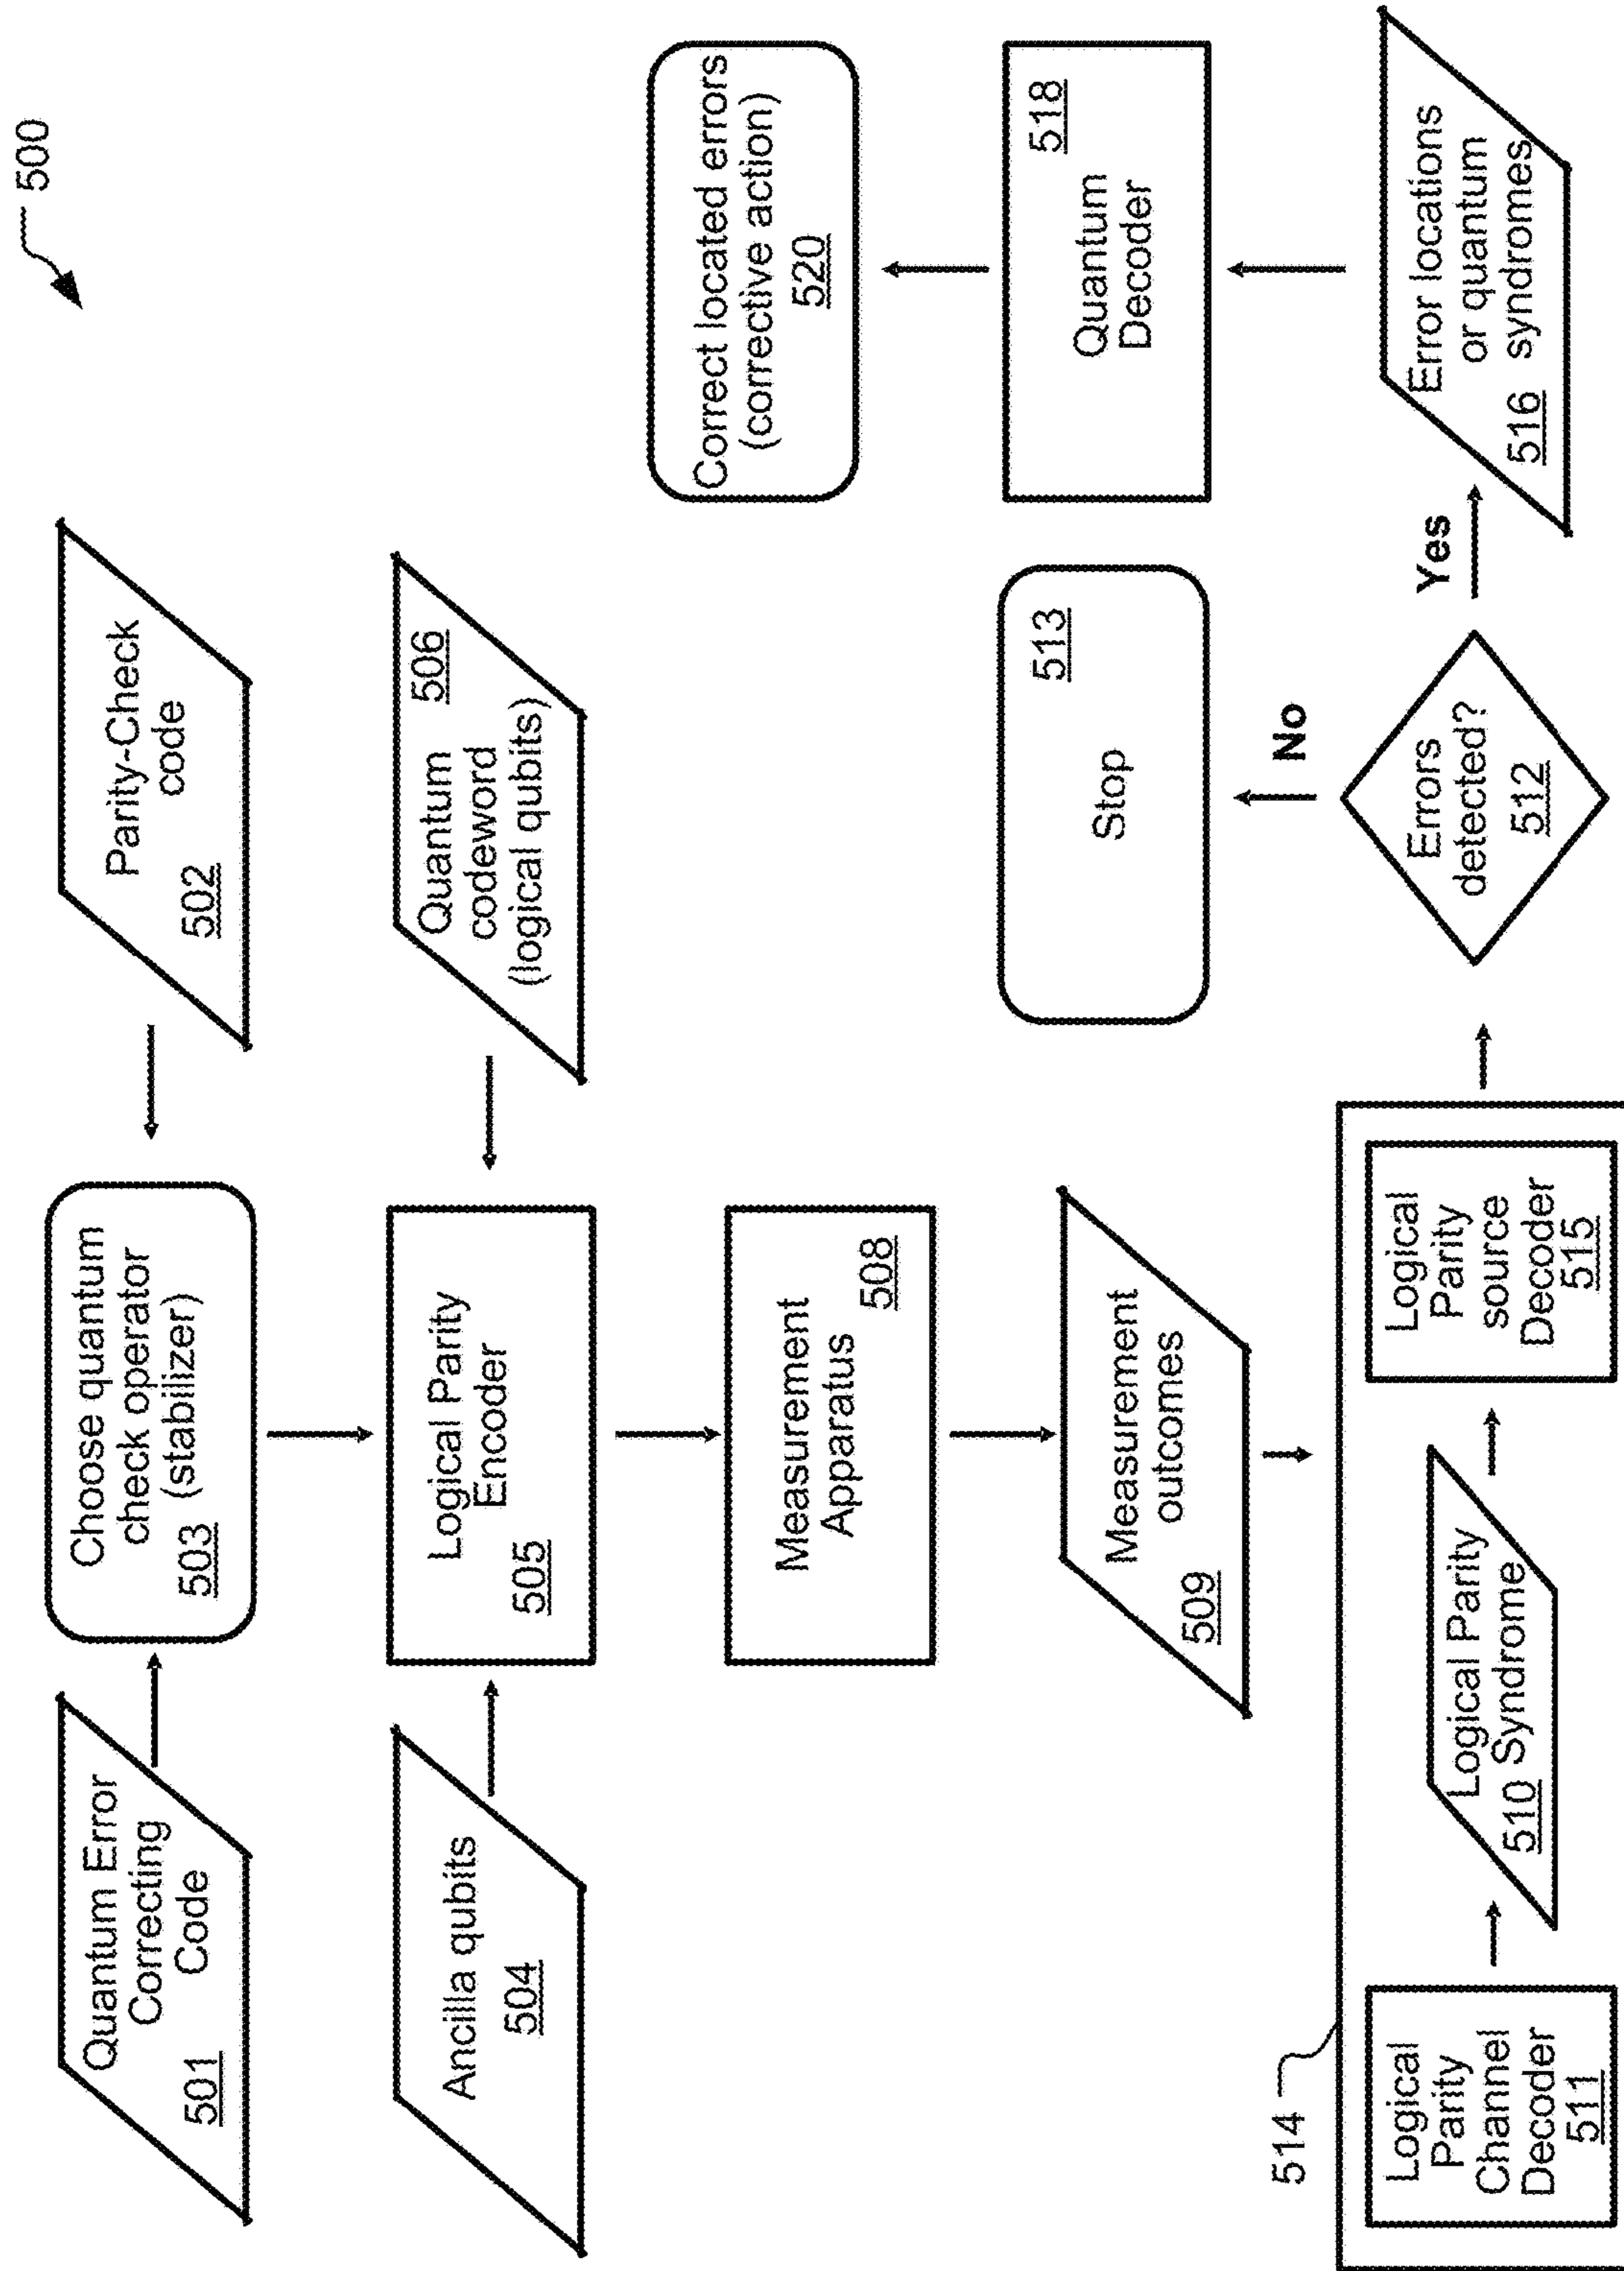 500
Quantum Error
Correcting
Code
501
Choose quantum
check operator
(stabilizer)
503
Parity-Check
code
502
Ancilla qubits
504
Logical Parity
Encoder
505
Quantum
codeword
(logical qubits)
506
Measurement
Apparatus
508
Measurement
outcomes
509
514
Logical
Parity
Channel
Decoder
511
Logical Parity
510 Syndrome
Logical
Parity
source
Decoder
515
Errors
detected?
512
No
Stop
513
Yes
Error locations
or quantum
516 syndromes
Quantum
Decoder
518
Correct located errors
(corrective action)
520